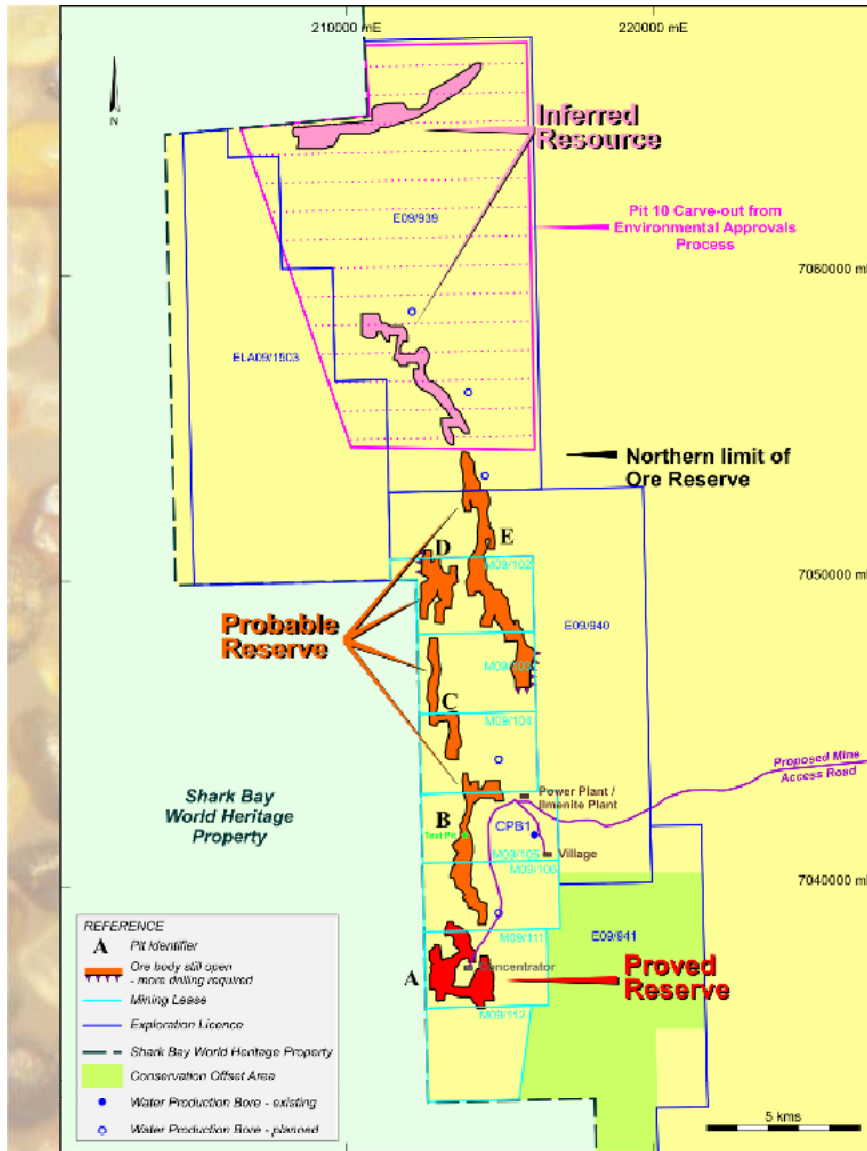 210000 mE
220000 mE
N
Inferred
Resource
E09/939
Pit 10 Carve-out from
Environmental Approvals
Process
7060000 mN
ELA09/1503
Northern limit of
Ore Reserve
E
D
M09/102
7050000 mN
Probable
Reserve
E09/940
M09/103
C
M09/104
Proposed Mine
Access Road
Shark Bay
World Heritage
Property
Power Plant /
Ilmenite Plant
B
CPB1
Test Pit
M09/105
Village
M09/106
7040000 mN
REFERENCE
A Pit Identifier
Ore body still open
- more drilling required
Mining Lease
Exploration Licence
Shark Bay World Heritage Property
Conservation Offset Area
Water Production Bore - existing
Water Production Bore - planned
M09/111
E09/941
A
Concentrator
Proved
Reserve
M09/112
5 kms